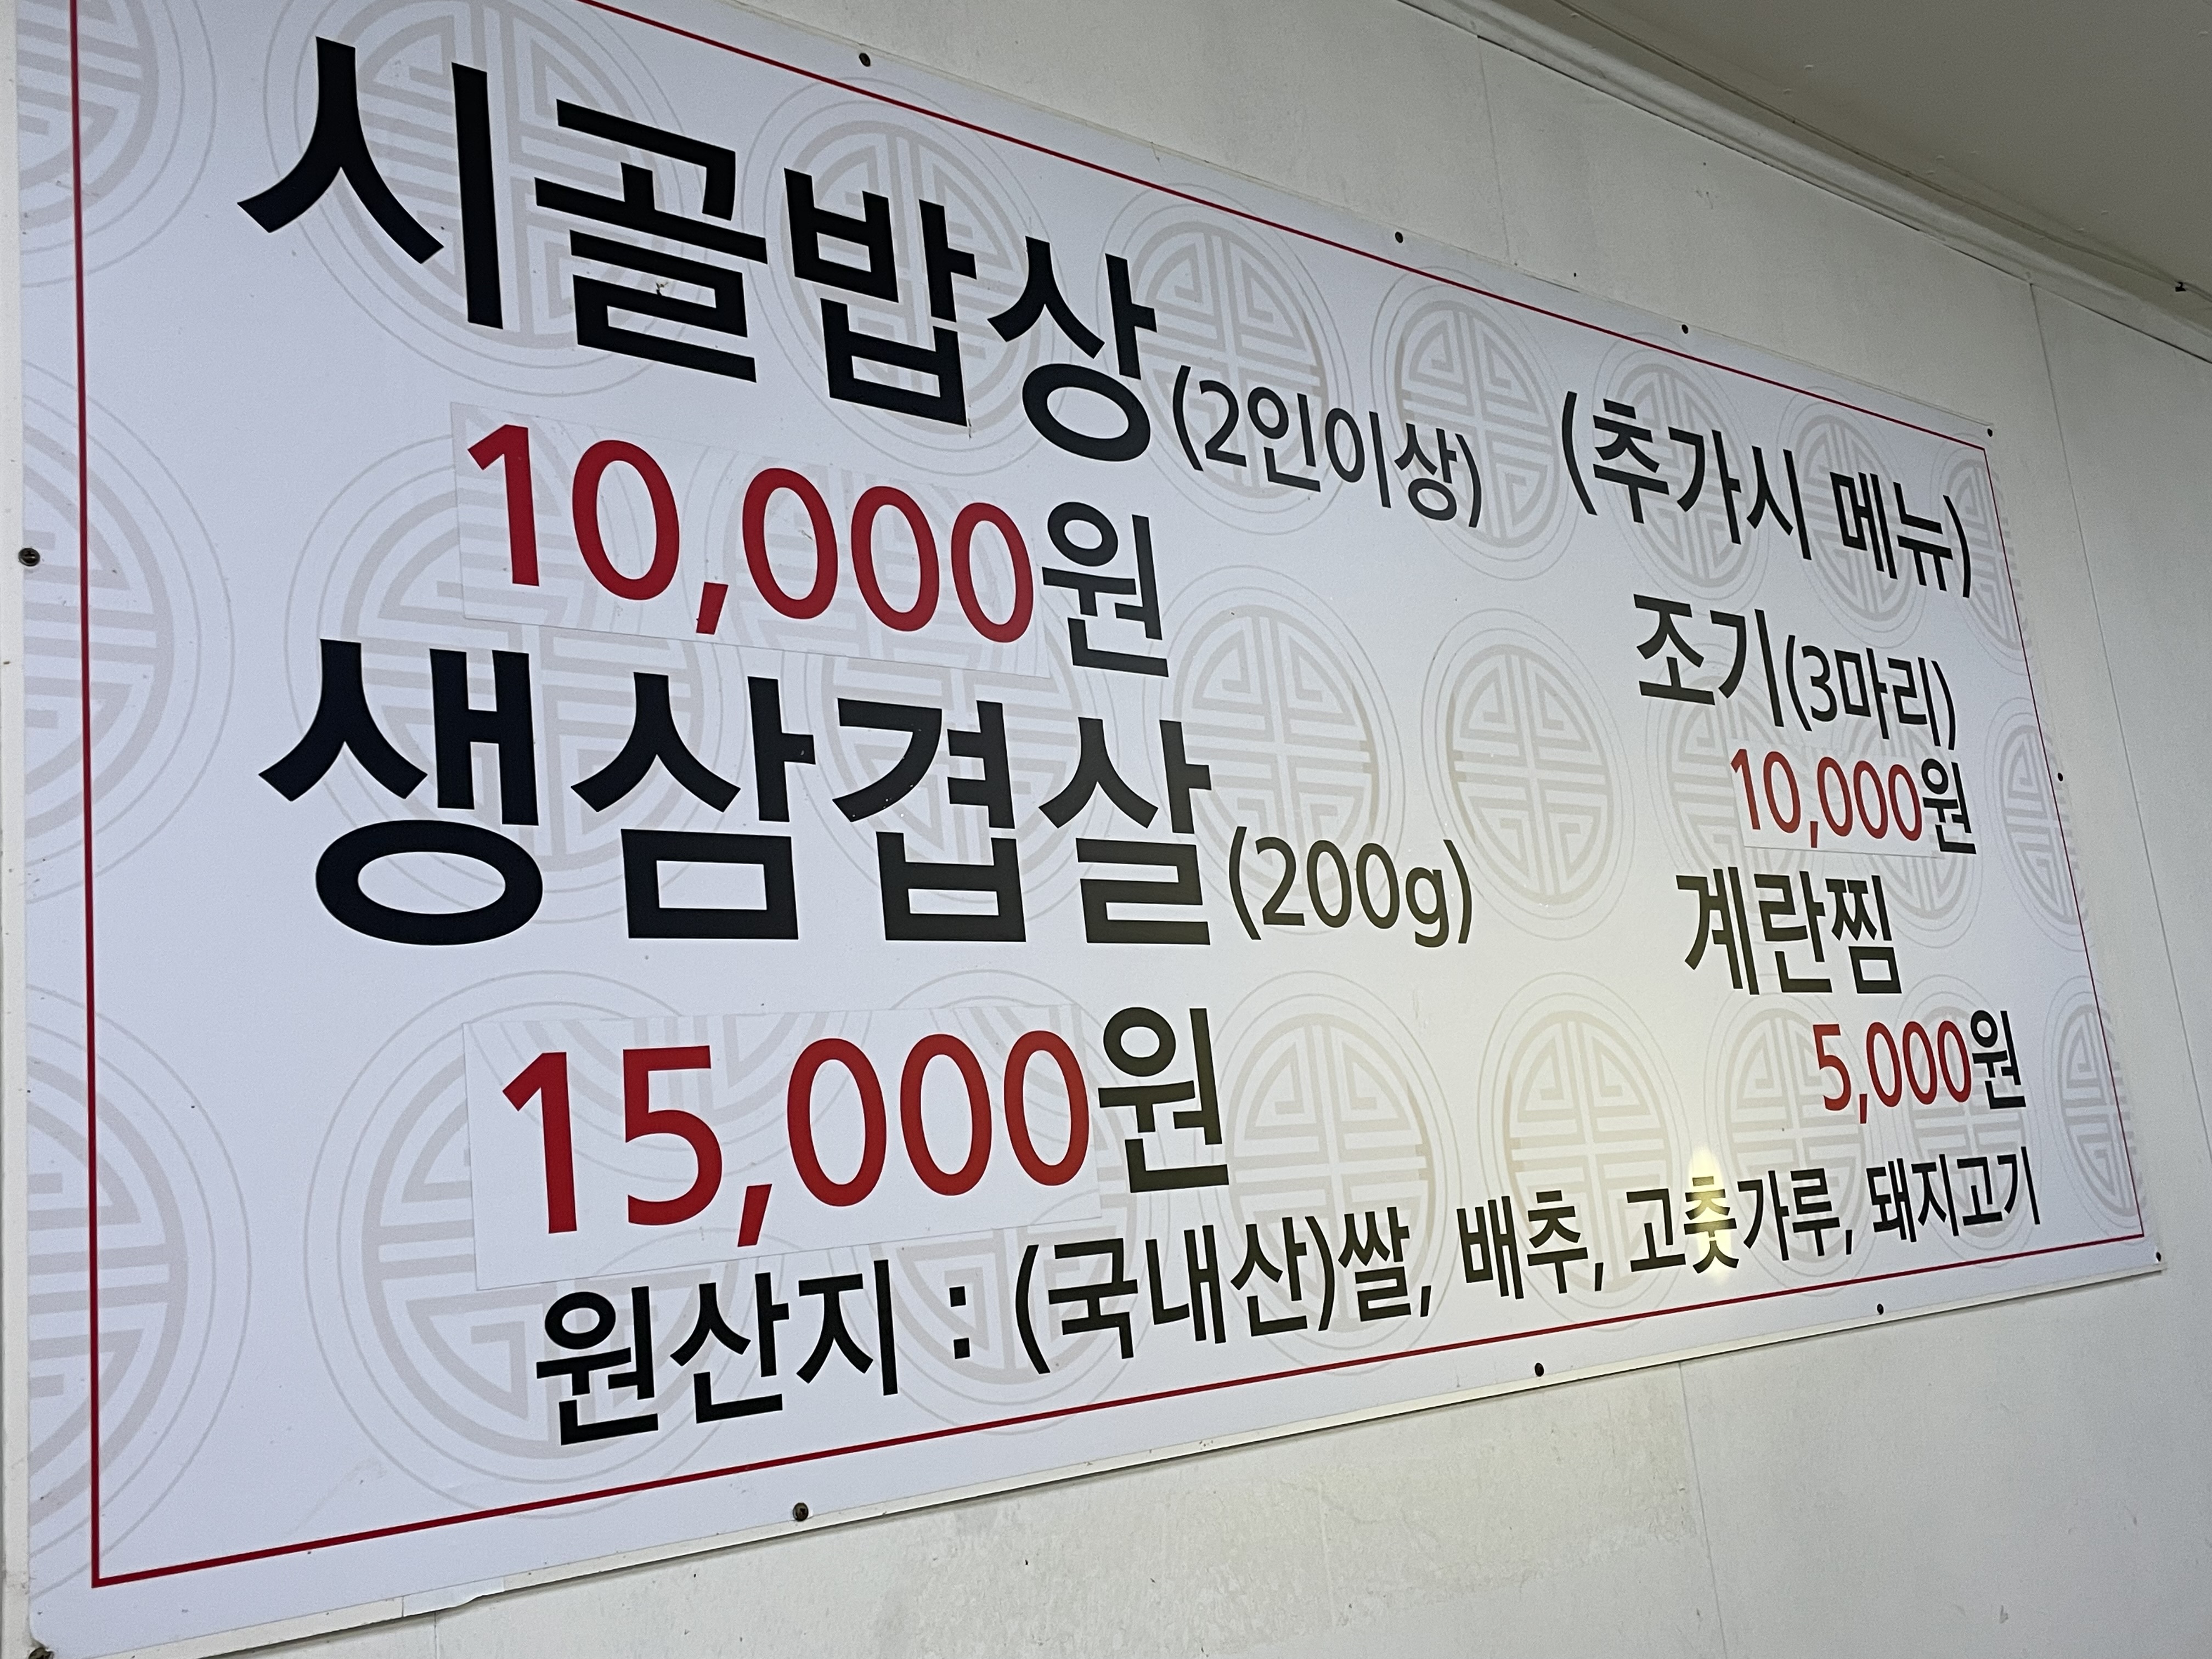 시골밥상(2인이상)
10,000원
생삼겹살(200g)
15,000원
(추가시 메뉴)
조기(3마리)
10,000원
계란찜
5,000원
원산지 : (국내산)쌀, 배추, 고춧가루, 돼지고기